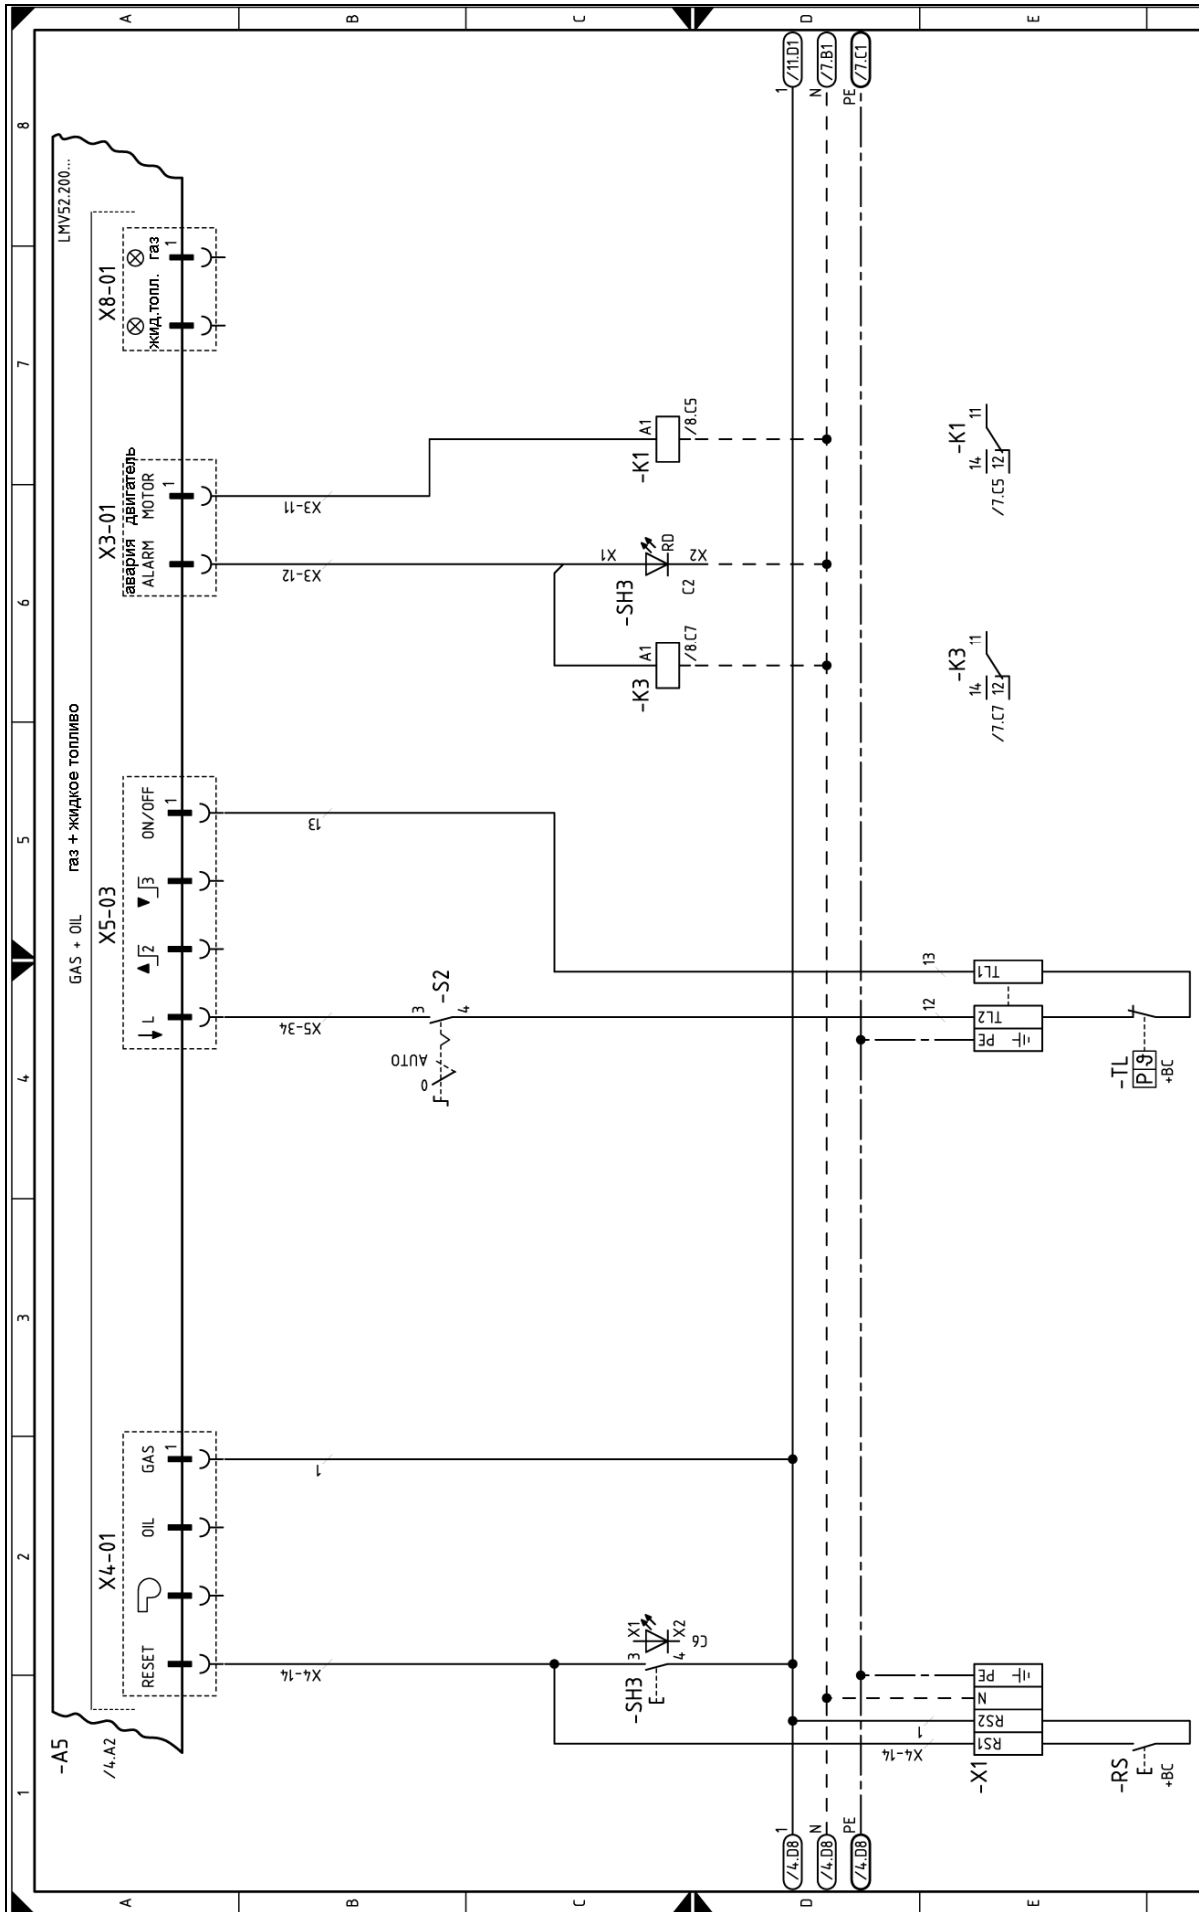 1 2 3 4 5 6 7 8
A
A
-A5
/4.A2
GAS + OIL газ + жидкое топливо
LMV52.200...
X4-01
RESET OIL GAS 1
X5-03
L 2 3 ON/OFF 1
X3-01
авария двигатель
ALARM MOTOR 1
X8-01
жид.топл. газ 1
B
B
X4-14
1
X5-34
13
X3-12
X3-11
AUTO
0
3
4
-S2
C
C
-SH3
3
4
X1
X2
C6
-K3
A1
/8.C7
-SH3
X1
X2
RD
C2
-K1
A1
/8.C5
D
D
/4.D8 1
1 /11.D1
/4.D8 N
N /7.B1
/4.D8 PE
PE /7.C1
X4-14
1
12
13
E
E
-X1
RS1 RS2 N PE
PE TL2 TL1
-K3
14 12 11
/7.C7
-K1
14 12 11
/7.C5
-RS
E
+BC
-TL
P ϑ
+BC